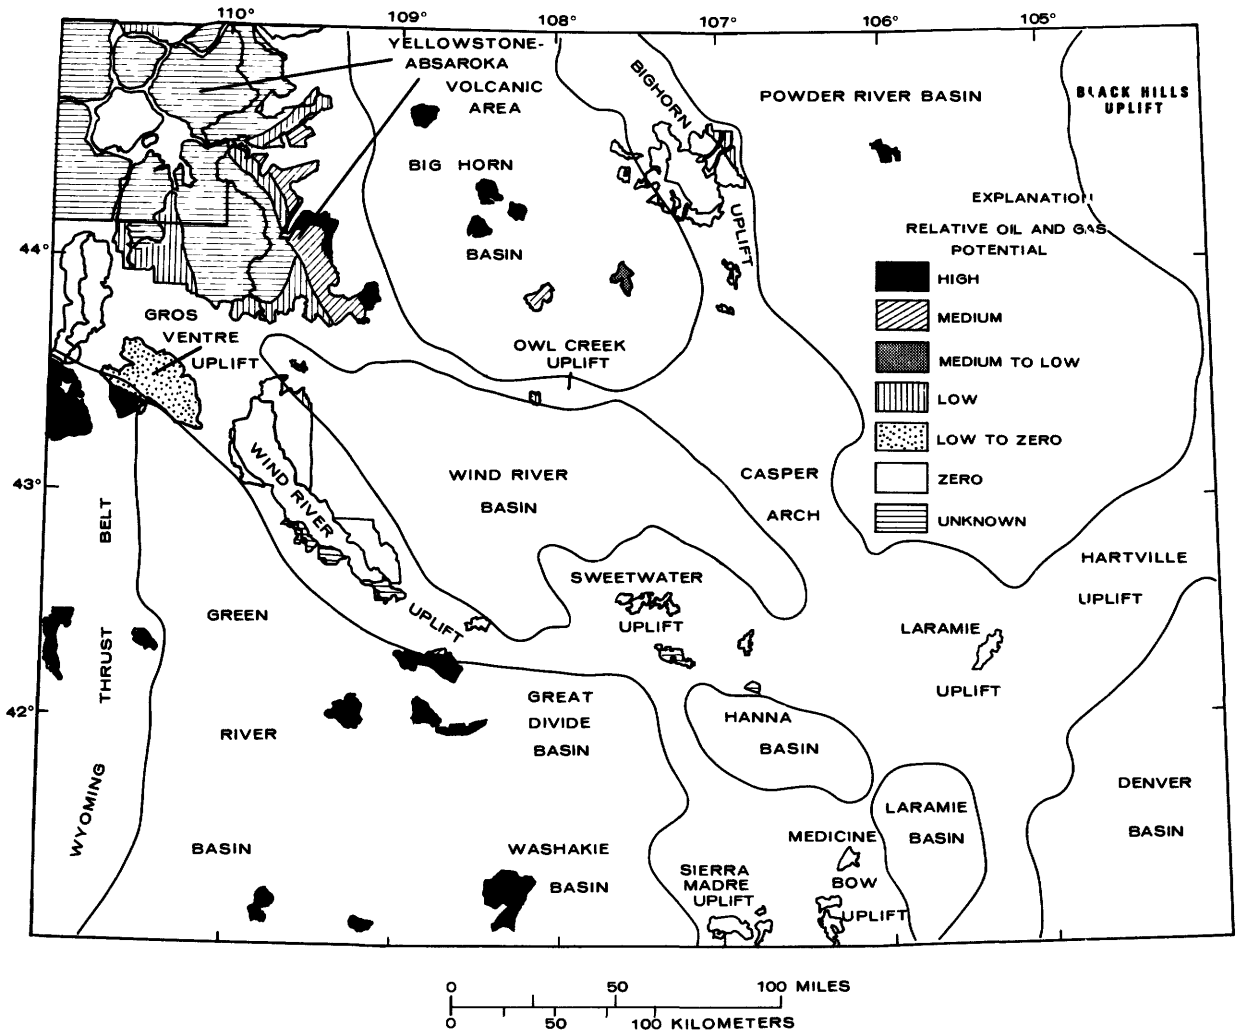 110°
109°
108°
107°
106°
105°
YELLOWSTONE-
ABSAROKA
VOLCANIC
AREA
BIGHORN
UPLIFT
POWDER RIVER BASIN
BLACK HILLS
UPLIFT
BIG HORN
BASIN
EXPLANATION
RELATIVE OIL AND GAS
POTENTIAL
HIGH
MEDIUM
MEDIUM TO LOW
LOW
LOW TO ZERO
ZERO
UNKNOWN
44°
43°
42°
GROS
VENTRE
UPLIFT
OWL CREEK
UPLIFT
WIND RIVER
UPLIFT
WIND RIVER
BASIN
CASPER
ARCH
HARTVILLE
UPLIFT
SWEETWATER
UPLIFT
LARAMIE
UPLIFT
WYOMING
THRUST
BELT
GREEN
RIVER
BASIN
GREAT
DIVIDE
BASIN
HANNA
BASIN
DENVER
BASIN
LARAMIE
BASIN
MEDICINE
BOW
UPLIFT
WASHAKIE
BASIN
SIERRA
MADRE
UPLIFT
0 50 100 MILES
0 50 100 KILOMETERS